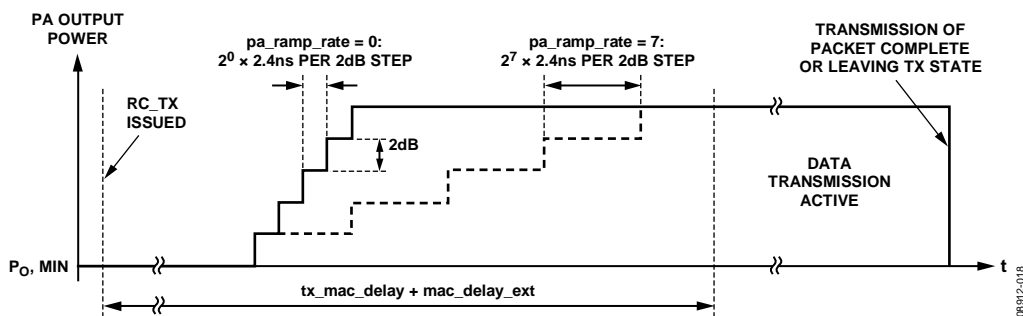 PA OUTPUT
POWER
pa_ramp_rate = 0:
2⁰ × 2.4ns PER 2dB STEP
pa_ramp_rate = 7:
2⁷ × 2.4ns PER 2dB STEP
TRANSMISSION OF
PACKET COMPLETE
OR LEAVING TX STATE
RC_TX
ISSUED
2dB
DATA
TRANSMISSION
ACTIVE
P_O, MIN
t
tx_mac_delay + mac_delay_ext
08912-018